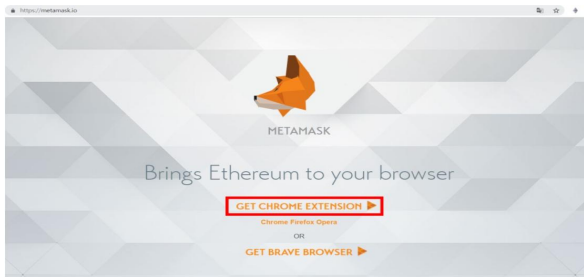 https://metamask.io
METAMASK
Brings Ethereum to your browser
GET CHROME EXTENSION
Chrome Firefox Opera
OR
GET BRAVE BROWSER